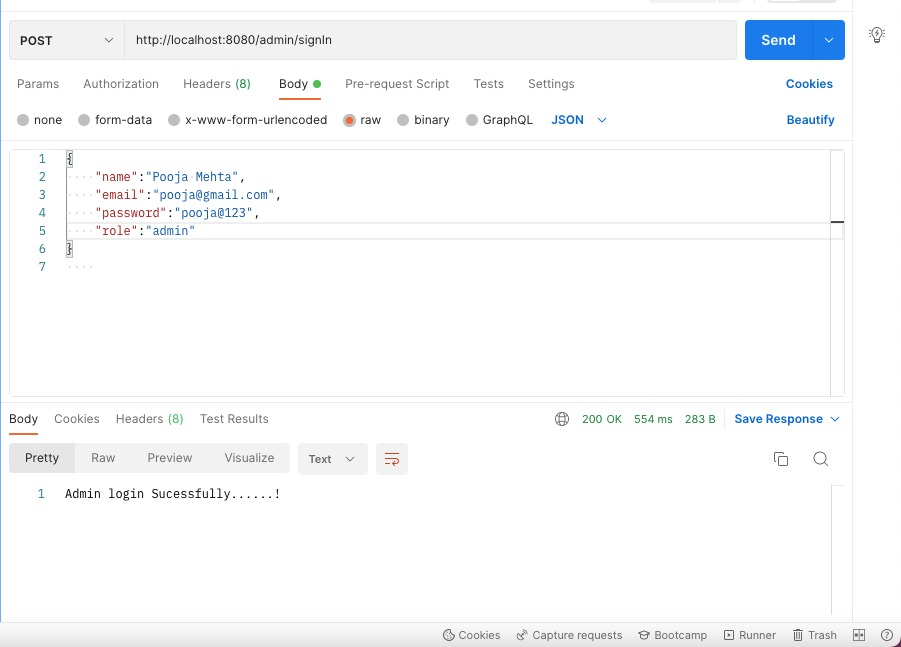 POST http://localhost:8080/admin/signIn Send
Params Authorization Headers (8) Body Pre-request Script Tests Settings Cookies
none form-data x-www-form-urlencoded raw binary GraphQL JSON Beautify
1 {
2 "name":"Pooja Mehta",
3 "email":"pooja@gmail.com",
4 "password":"pooja@123",
5 "role":"admin"
6 }
7
Body Cookies Headers (8) Test Results 200 OK 554 ms 283 B Save Response
Pretty Raw Preview Visualize Text
1 Admin login Sucessfully......!
Cookies Capture requests Bootcamp Runner Trash